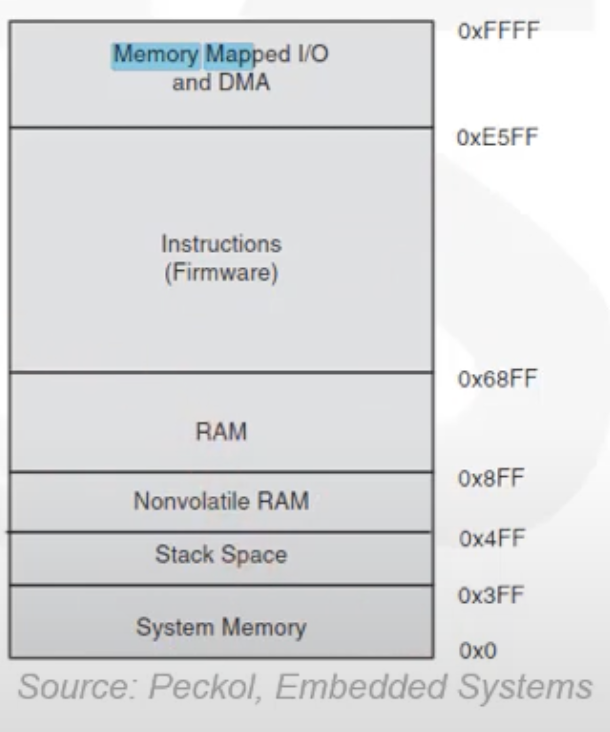 0xFFFF
Memory Mapped I/O
and DMA
0xE5FF
Instructions
(Firmware)
0x68FF
RAM
0x8FF
Nonvolatile RAM
0x4FF
Stack Space
0x3FF
System Memory
0x0
Source: Peckol, Embedded Systems